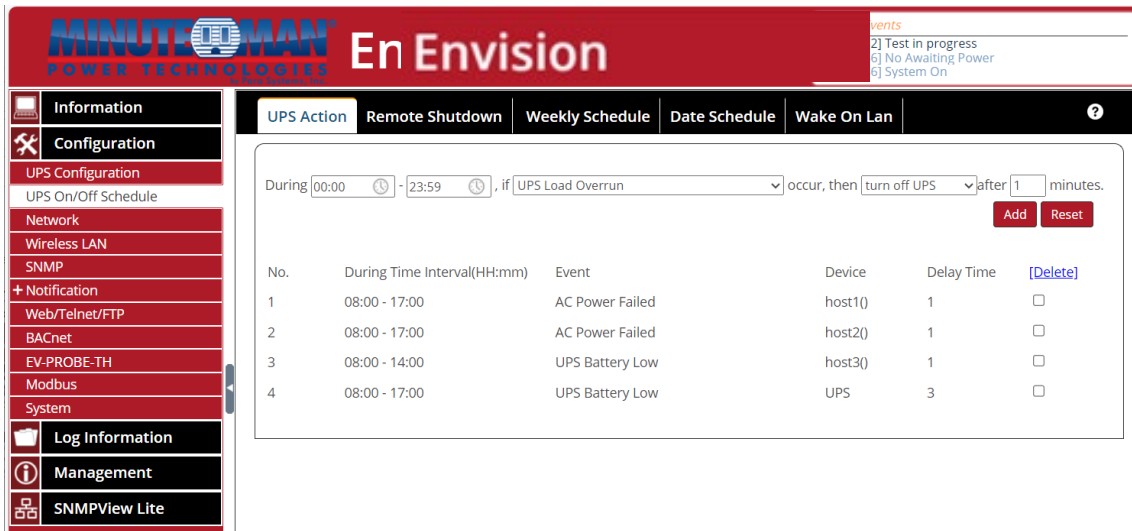 MINUTEMAN
POWER TECHNOLOGIES
En Envision
vents
2] Test in progress
6] No Awaiting Power
6] System On
Information
Configuration
UPS Configuration
UPS On/Off Schedule
Network
Wireless LAN
SNMP
+ Notification
Web/Telnet/FTP
BACnet
EV-PROBE-TH
Modbus
System
Log Information
Management
SNMPView Lite
UPS Action Remote Shutdown Weekly Schedule Date Schedule Wake On Lan ?
During 00:00 - 23:59 , if UPS Load Overrun occur, then turn off UPS after 1 minutes.
Add Reset
No. During Time Interval(HH:mm) Event Device Delay Time [Delete]
1 08:00 - 17:00 AC Power Failed host1() 1
2 08:00 - 17:00 AC Power Failed host2() 1
3 08:00 - 14:00 UPS Battery Low host3() 1
4 08:00 - 17:00 UPS Battery Low UPS 3